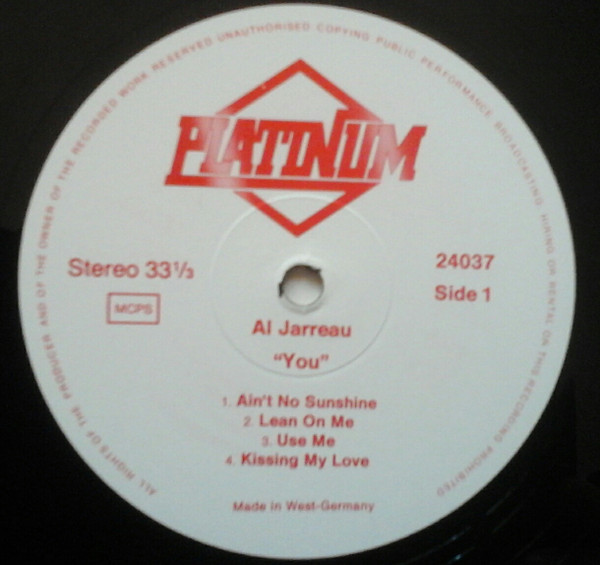 ALL RIGHTS OF THE PRODUCER AND OF THE OWNER OF THE RECORDED WORK RESERVED UNAUTHORISED COPYING PUBLIC PERFORMANCE BROADCASTING HIRING OR RENTAL ON THIS RECORDING PROHIBITED
PLATINUM
Stereo 33⅓
24037
MCPS
Side 1
Al Jarreau
"You"
1. Ain't No Sunshine
2. Lean On Me
3. Use Me
4. Kissing My Love
Made in West-Germany